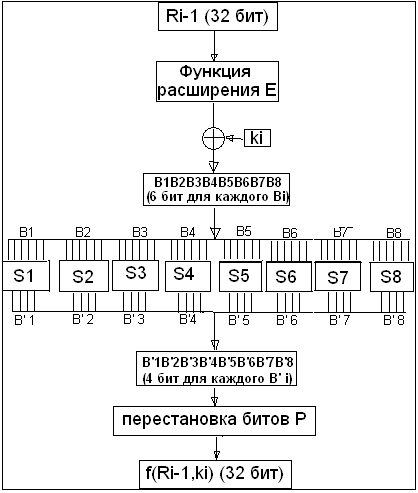 Ri-1 (32 бит)
Функция
расширения E
ki
B1B2B3B4B5B6B7B8
(6 бит для каждого Bi)
B1 B2 B3 B4 B5 B6 B7 B8
S1 S2 S3 S4 S5 S6 S7 S8
B'1 B'2 B'3 B'4 B'5 B'6 B'7 B'8
B'1B'2B'3B'4B'5B'6B'7B'8
(4 бит для каждого B' i)
перестановка битов P
f(Ri-1,ki) (32 бит)